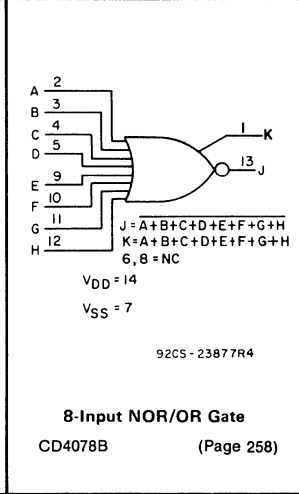 A 2
B 3
C 4
D 5
E 9
F 10
G 11
H 12
1 K
13 J
J = A+B+C+D+E+F+G+H
K=A+B+C+D+E+F+G+H
6,8 = NC
VDD = 14
VSS = 7
92CS-23877R4
8-Input NOR/OR Gate
CD4078B (Page 258)